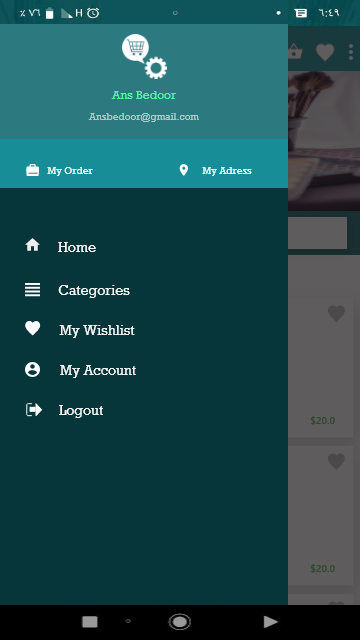 ٪ ٧٦ H ٦:٤٩
Ans Bedoor
Ansbedoor@gmail.com
My Order My Adress
Home
Categories
My Wishlist
My Account
Logout
$20.0
$20.0